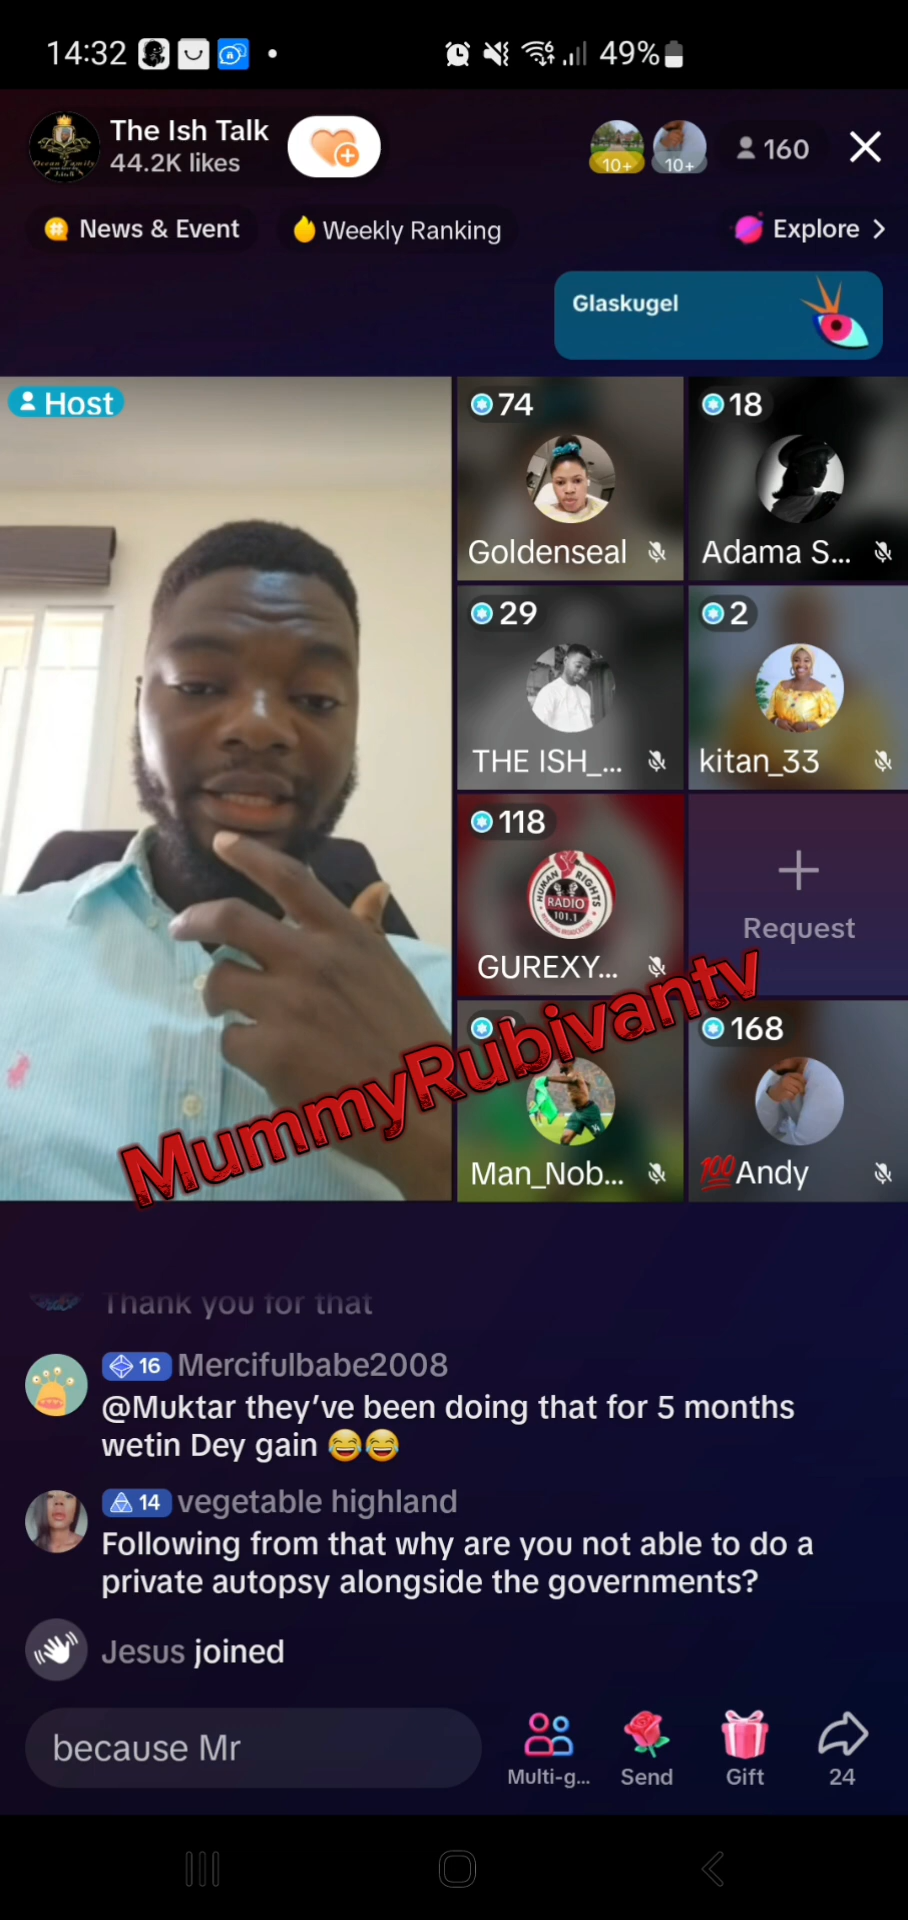 14:32
49%
The Ish Talk
44.2K likes
10+
10+
160
News & Event
Weekly Ranking
Explore
Glaskugel
Host
74
Goldenseal
18
Adama S...
29
THE ISH_...
2
kitan_33
118
HUMAN RIGHTS
RADIO
101.1
GUREXY...
Request
MummyRubivantv
Man_Nob...
168
💯Andy
Thank you for that
16 Mercifulbabe2008
@Muktar they've been doing that for 5 months
wetin Dey gain 😂😂
14 vegetable highland
Following from that why are you not able to do a
private autopsy alongside the governments?
Jesus joined
because Mr
Multi-g...
Send
Gift
24